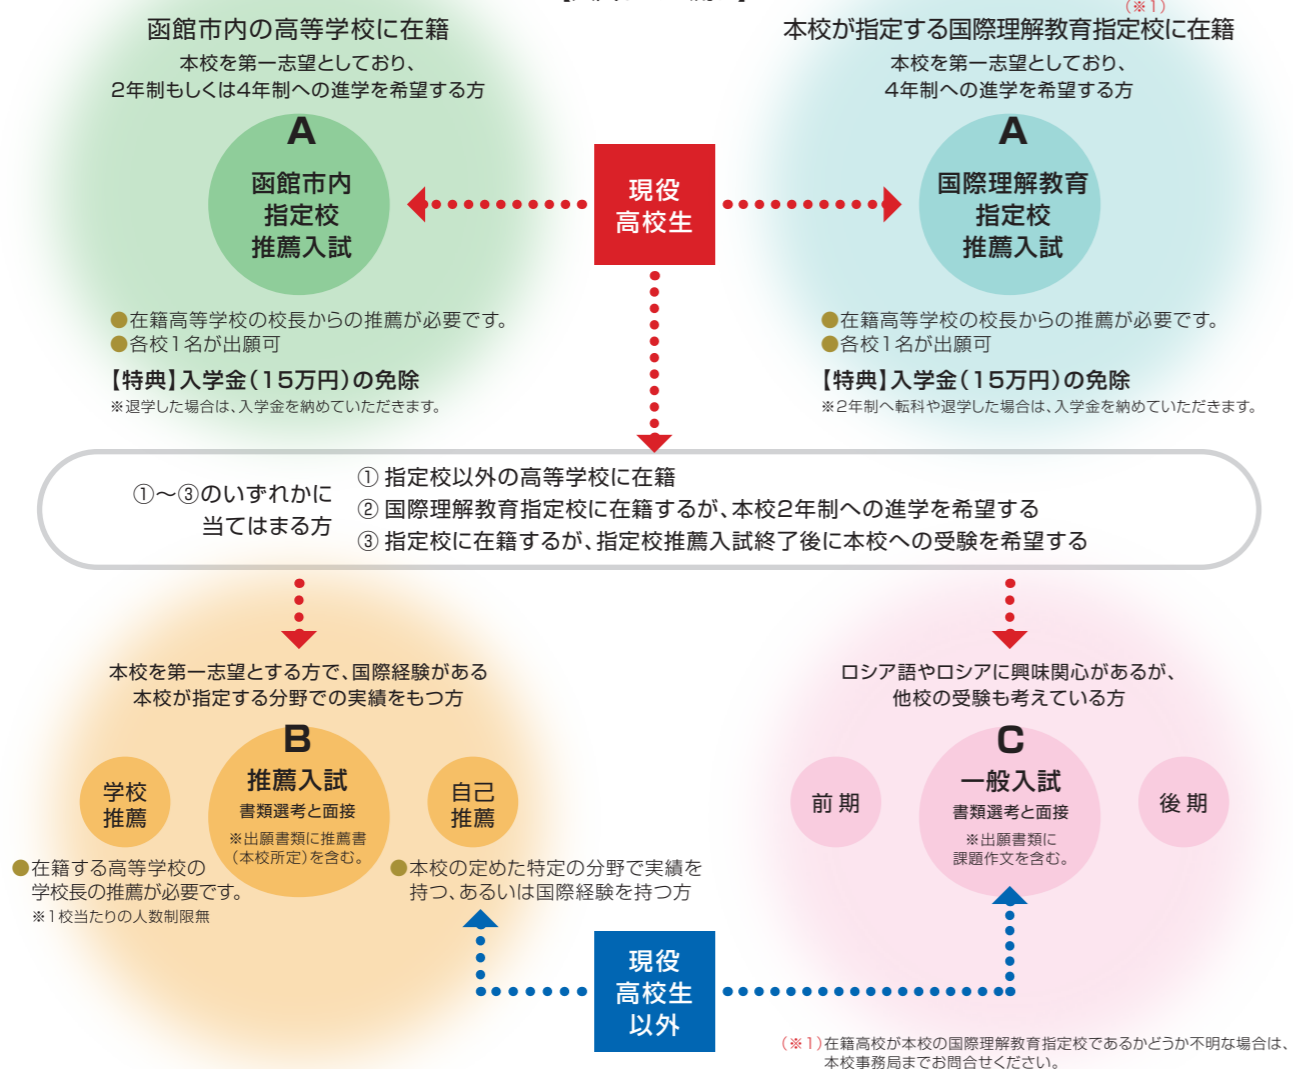 (※1)
函館市内の高等学校に在籍
本校を第一志望としており、
2年制もしくは4年制への進学を希望する方
A
函館市内
指定校
推薦入試
●在籍高等学校の校長からの推薦が必要です。
●各校1名が出願可
【特典】入学金(15万円)の免除
※退学した場合は、入学金を納めていただきます。
現役
高校生
本校が指定する国際理解教育指定校に在籍
本校を第一志望としており、
4年制への進学を希望する方
A
国際理解教育
指定校
推薦入試
●在籍高等学校の校長からの推薦が必要です。
●各校1名が出願可
【特典】入学金(15万円)の免除
※2年制へ転科や退学した場合は、入学金を納めていただきます。
①〜③のいずれかに
当てはまる方
① 指定校以外の高等学校に在籍
② 国際理解教育指定校に在籍するが、本校2年制への進学を希望する
③ 指定校に在籍するが、指定校推薦入試終了後に本校への受験を希望する
本校を第一志望とする方で、国際経験がある
本校が指定する分野での実績をもつ方
B
推薦入試
書類選考と面接
※出願書類に推薦書
(本校所定)を含む。
学校
推薦
●在籍する高等学校の
学校長の推薦が必要です。
※1校当たりの人数制限無
自己
推薦
●本校の定めた特定の分野で実績を
持つ、あるいは国際経験を持つ方
ロシア語やロシアに興味関心があるが、
他校の受験も考えている方
C
一般入試
書類選考と面接
※出願書類に
課題作文を含む。
前期
後期
現役
高校生
以外
(※1)在籍高校が本校の国際理解教育指定校であるかどうか不明な場合は、
本校事務局までお問合せください。